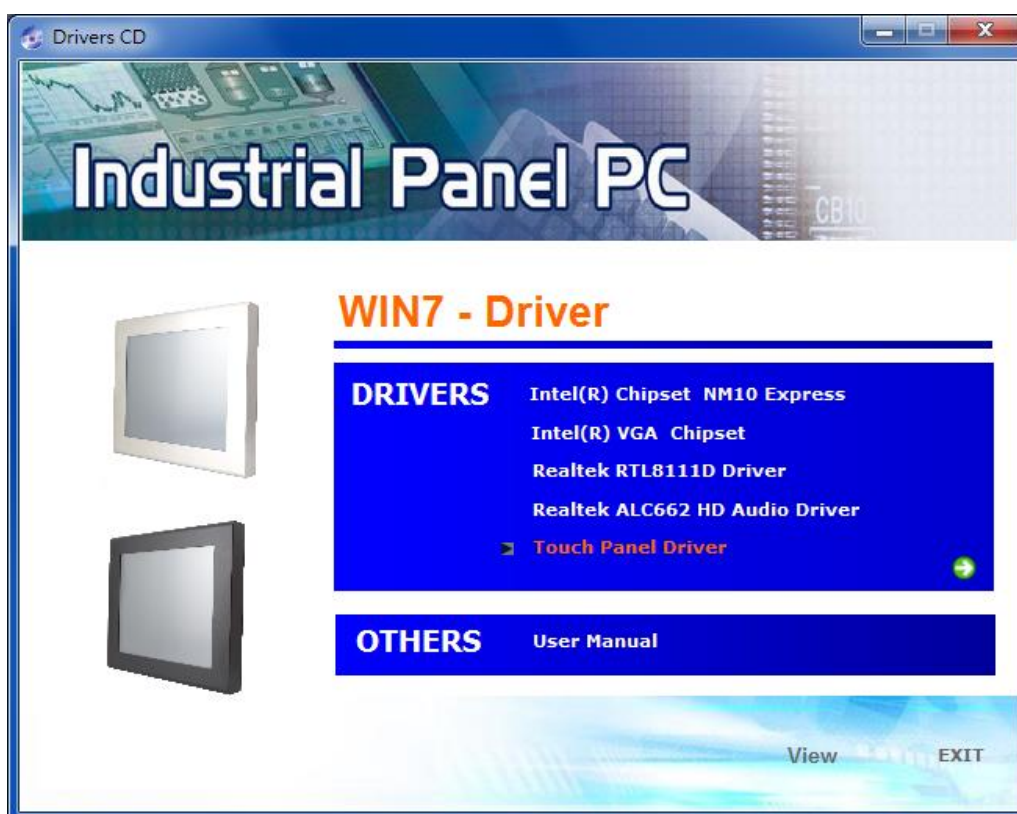 Drivers CD
Industrial Panel PC
CB10
WIN7 - Driver
DRIVERS
Intel(R) Chipset NM10 Express
Intel(R) VGA Chipset
Realtek RTL8111D Driver
Realtek ALC662 HD Audio Driver
Touch Panel Driver
OTHERS
User Manual
View
EXIT